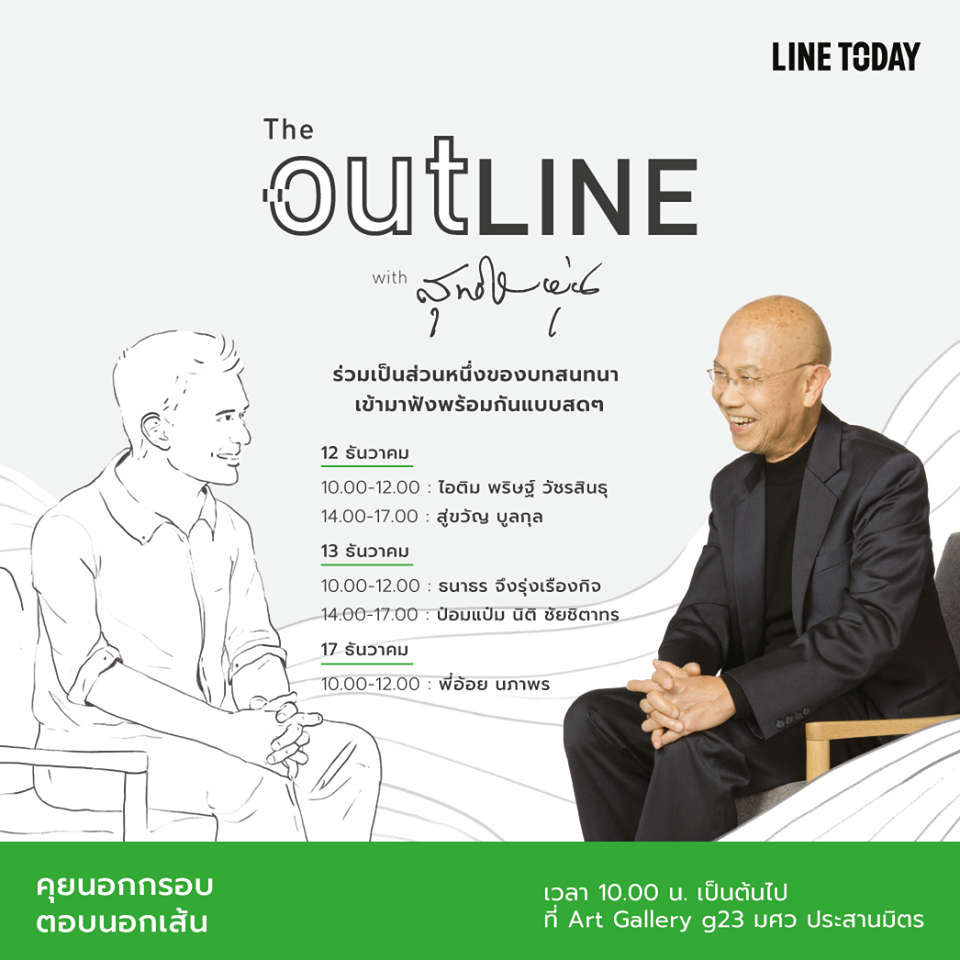 LINE TODAY
The
outLINE
with สุทธิชัย หยุ่น
ร่วมเป็นส่วนหนึ่งของบทสนทนา
เข้ามาฟังพร้อมกันแบบสดๆ
12 ธันวาคม
10.00-12.00 : ไอติม พริษฐ์ วัชรสินธุ
14.00-17.00 : สู่ขวัญ บูลกุล
13 ธันวาคม
10.00-12.00 : ธนาธร จึงรุ่งเรืองกิจ
14.00-17.00 : ป๋อมแป๋ม นิติ ชัยชิตาทร
17 ธันวาคม
10.00-12.00 : พี่อ้อย นภาพร
คุยนอกกรอบ
ตอบนอกเส้น
เวลา 10.00 น. เป็นต้นไป
ที่ Art Gallery g23 มศว ประสานมิตร